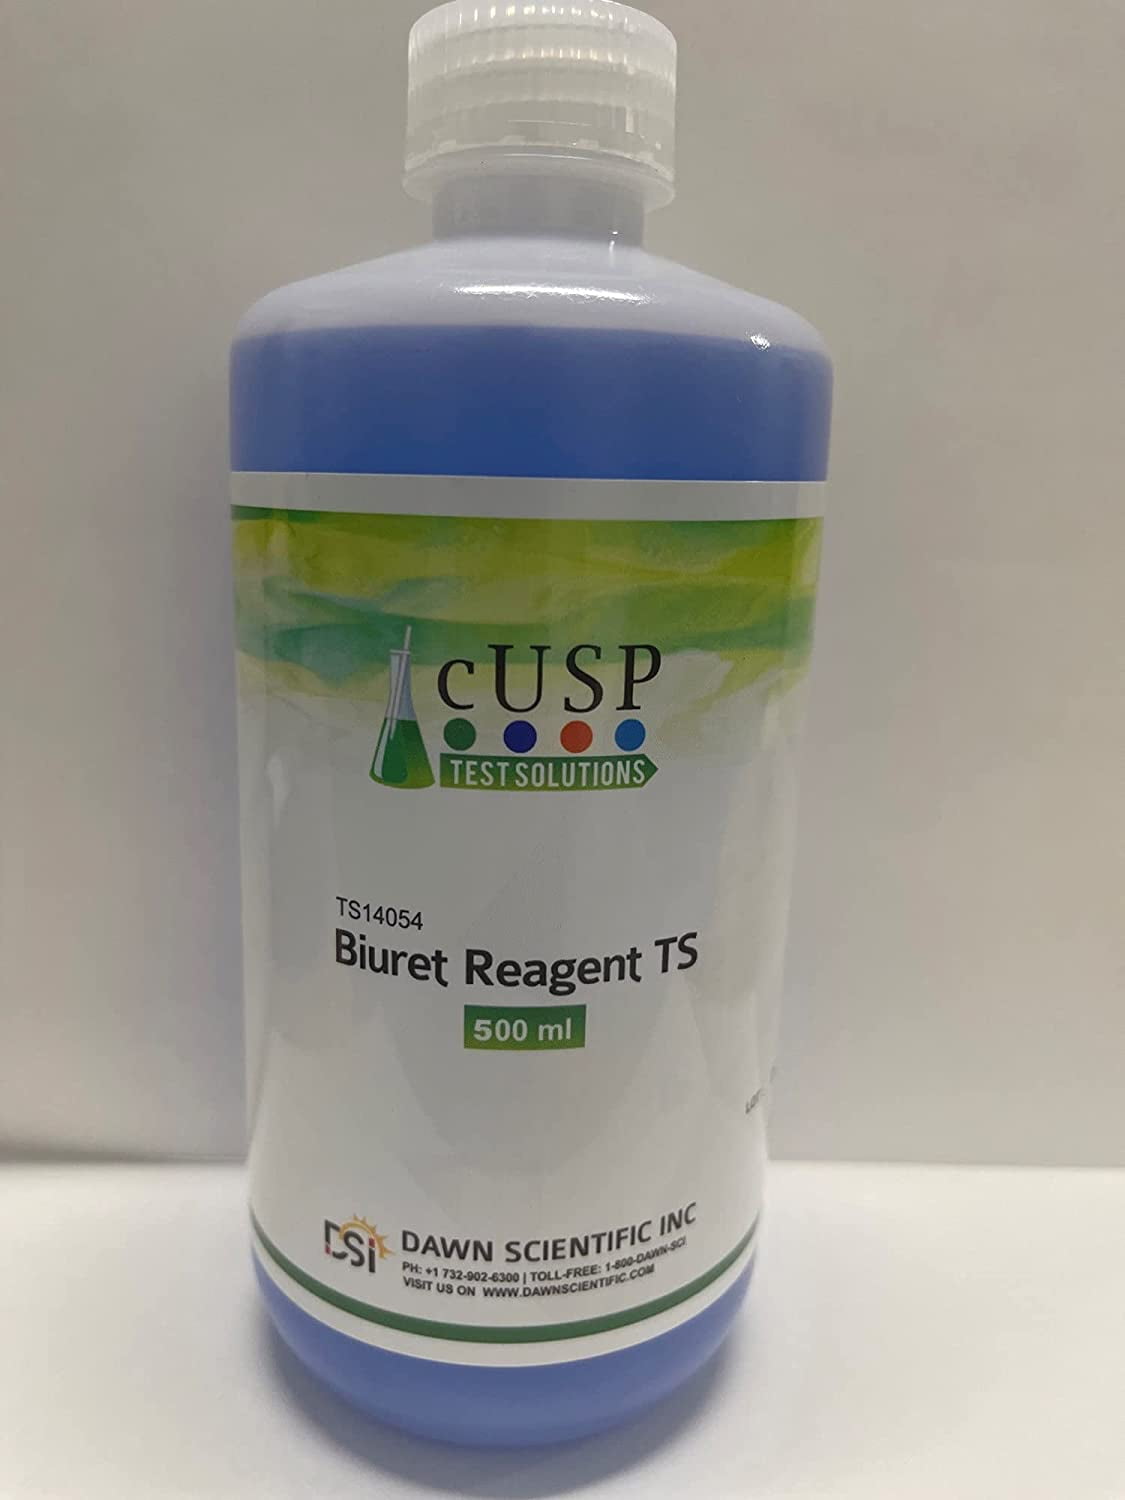 cUSP
TEST SOLUTIONS
TS14054
Biuret Reagent TS
500 ml
DSi DAWN SCIENTIFIC INC
PH: +1 732-902-6300 | TOLL-FREE: 1-800-DAWN-SCI
VISIT US ON WWW.DAWNSCIENTIFIC.COM